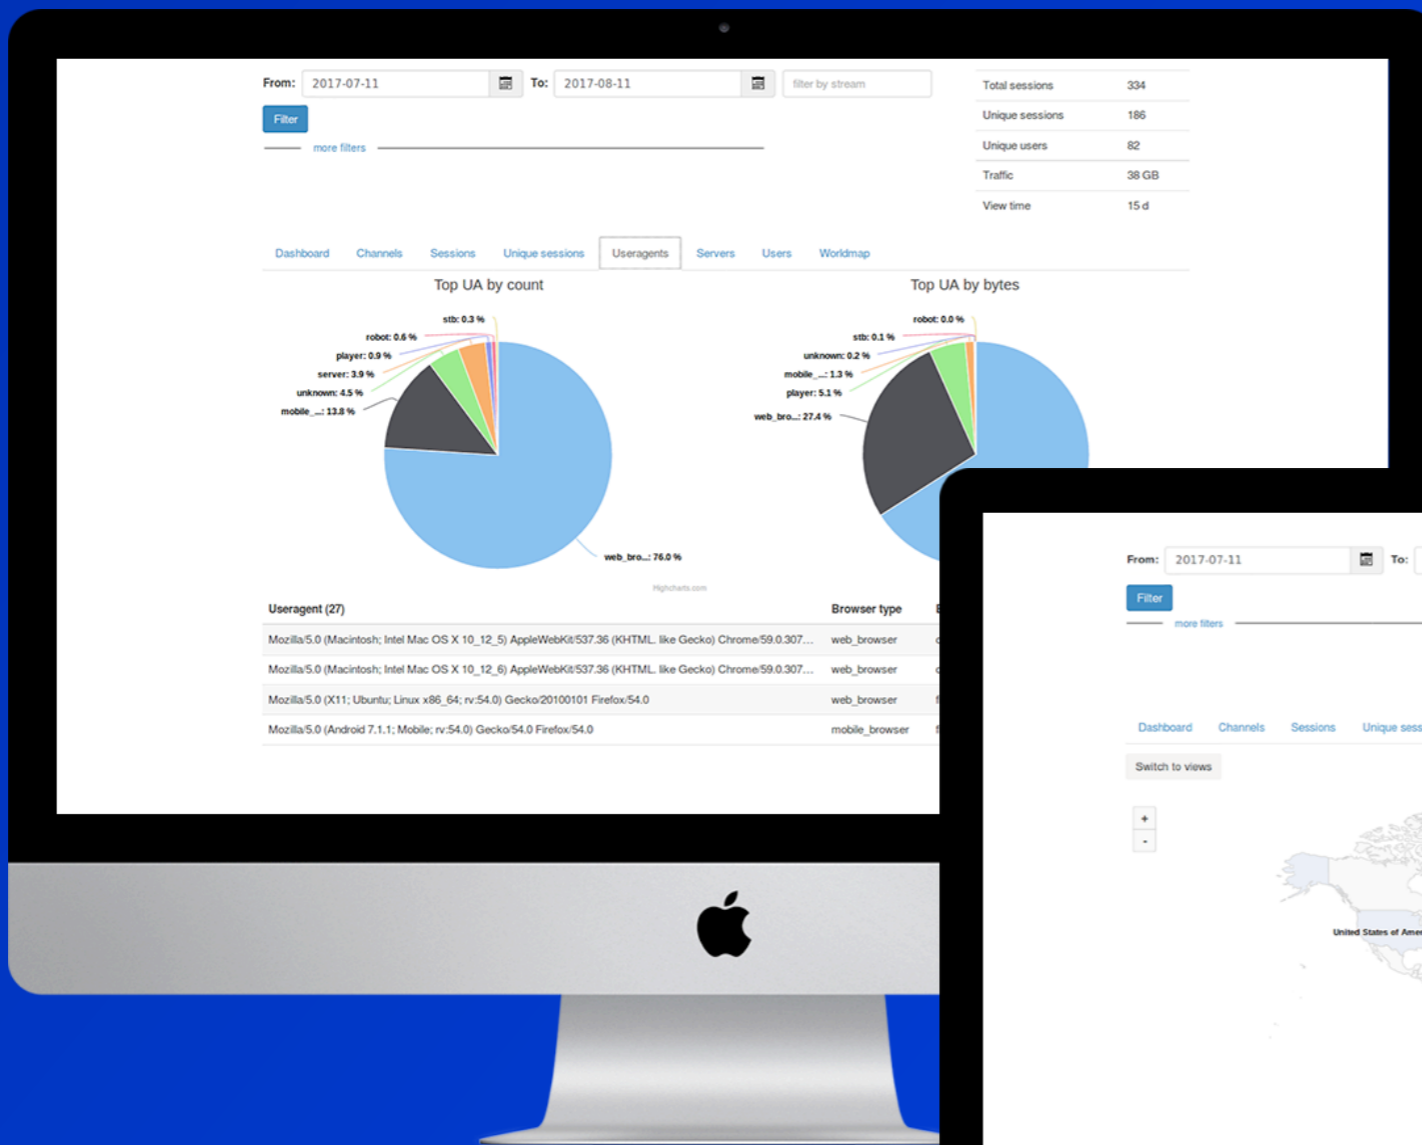 From: 2017-07-11 To: 2017-08-11 filter by stream
Filter
more filters
Total sessions 334
Unique sessions 186
Unique users 82
Traffic 38 GB
View time 15 d
Dashboard Channels Sessions Unique sessions Useragents Servers Users Worldmap
Top UA by count
stb: 0.3 %
robot: 0.6 %
player: 0.9 %
server: 3.9 %
unknown: 4.5 %
mobile_...: 13.8 %
web_bro...: 76.0 %
Top UA by bytes
robot: 0.0 %
stb: 0.1 %
unknown: 0.2 %
mobile_...: 1.3 %
player: 5.1 %
web_bro...: 27.4 %
Highcharts.com
Useragent (27) Browser type
Mozilla/5.0 (Macintosh; Intel Mac OS X 10_12_5) AppleWebKit/537.36 (KHTML. like Gecko) Chrome/59.0.307... web_browser
Mozilla/5.0 (Macintosh; Intel Mac OS X 10_12_6) AppleWebKit/537.36 (KHTML. like Gecko) Chrome/59.0.307... web_browser
Mozilla/5.0 (X11; Ubuntu; Linux x86_64; rv:54.0) Gecko/20100101 Firefox/54.0 web_browser
Mozilla/5.0 (Android 7.1.1; Mobile; rv:54.0) Gecko/54.0 Firefox/54.0 mobile_browser
From: 2017-07-11 To:
Filter
more filters
Dashboard Channels Sessions Unique sess
Switch to views
+
-
United States of Amer